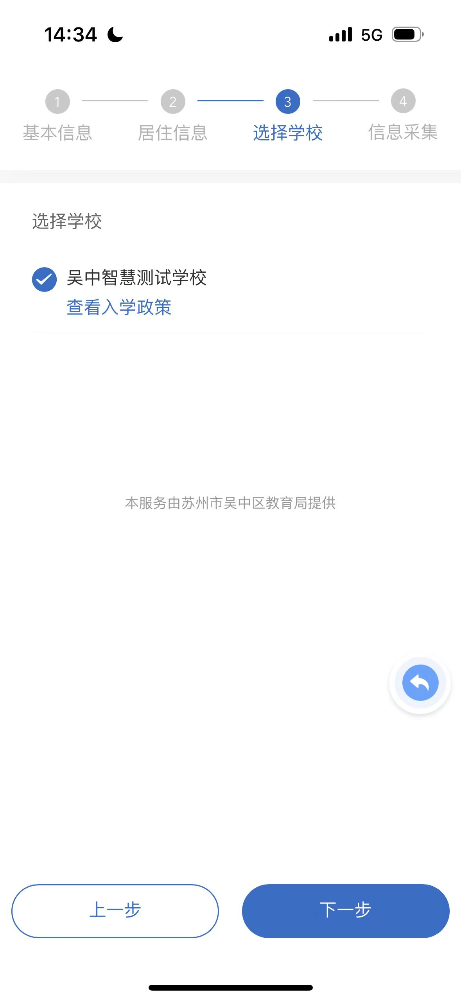 14:34
5G
1
2
3
4
基本信息
居住信息
选择学校
信息采集
选择学校
吴中智慧测试学校
查看入学政策
本服务由苏州市吴中区教育局提供
上一步
下一步